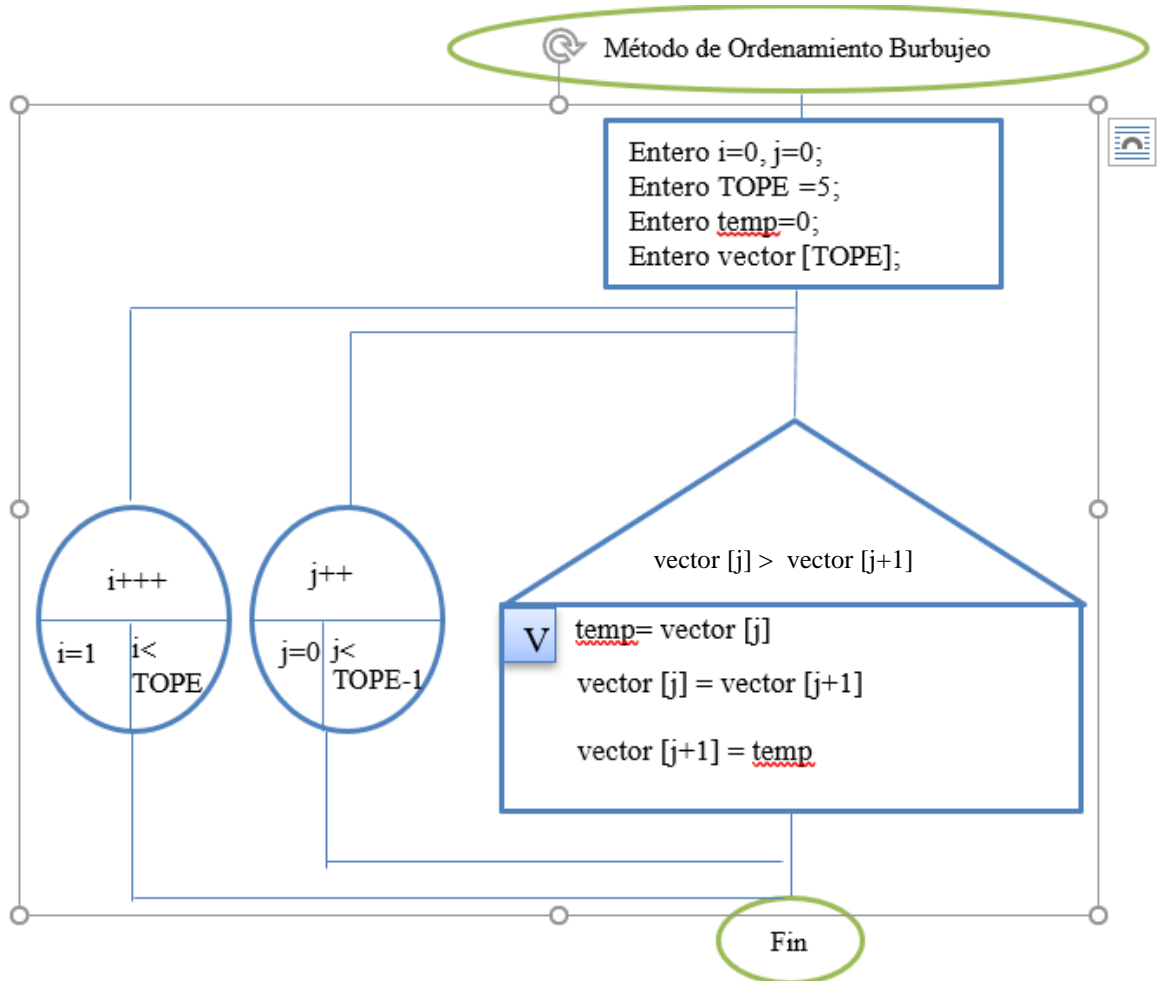 Método de Ordenamiento Burbujeo
Entero i=0, j=0;
Entero TOPE =5;
Entero temp=0;
Entero vector [TOPE];
i+++
i=1
i<
TOPE
j++
j=0
j<
TOPE-1
vector [j] > vector [j+1]
V
temp= vector [j]
vector [j] = vector [j+1]
vector [j+1] = temp
Fin